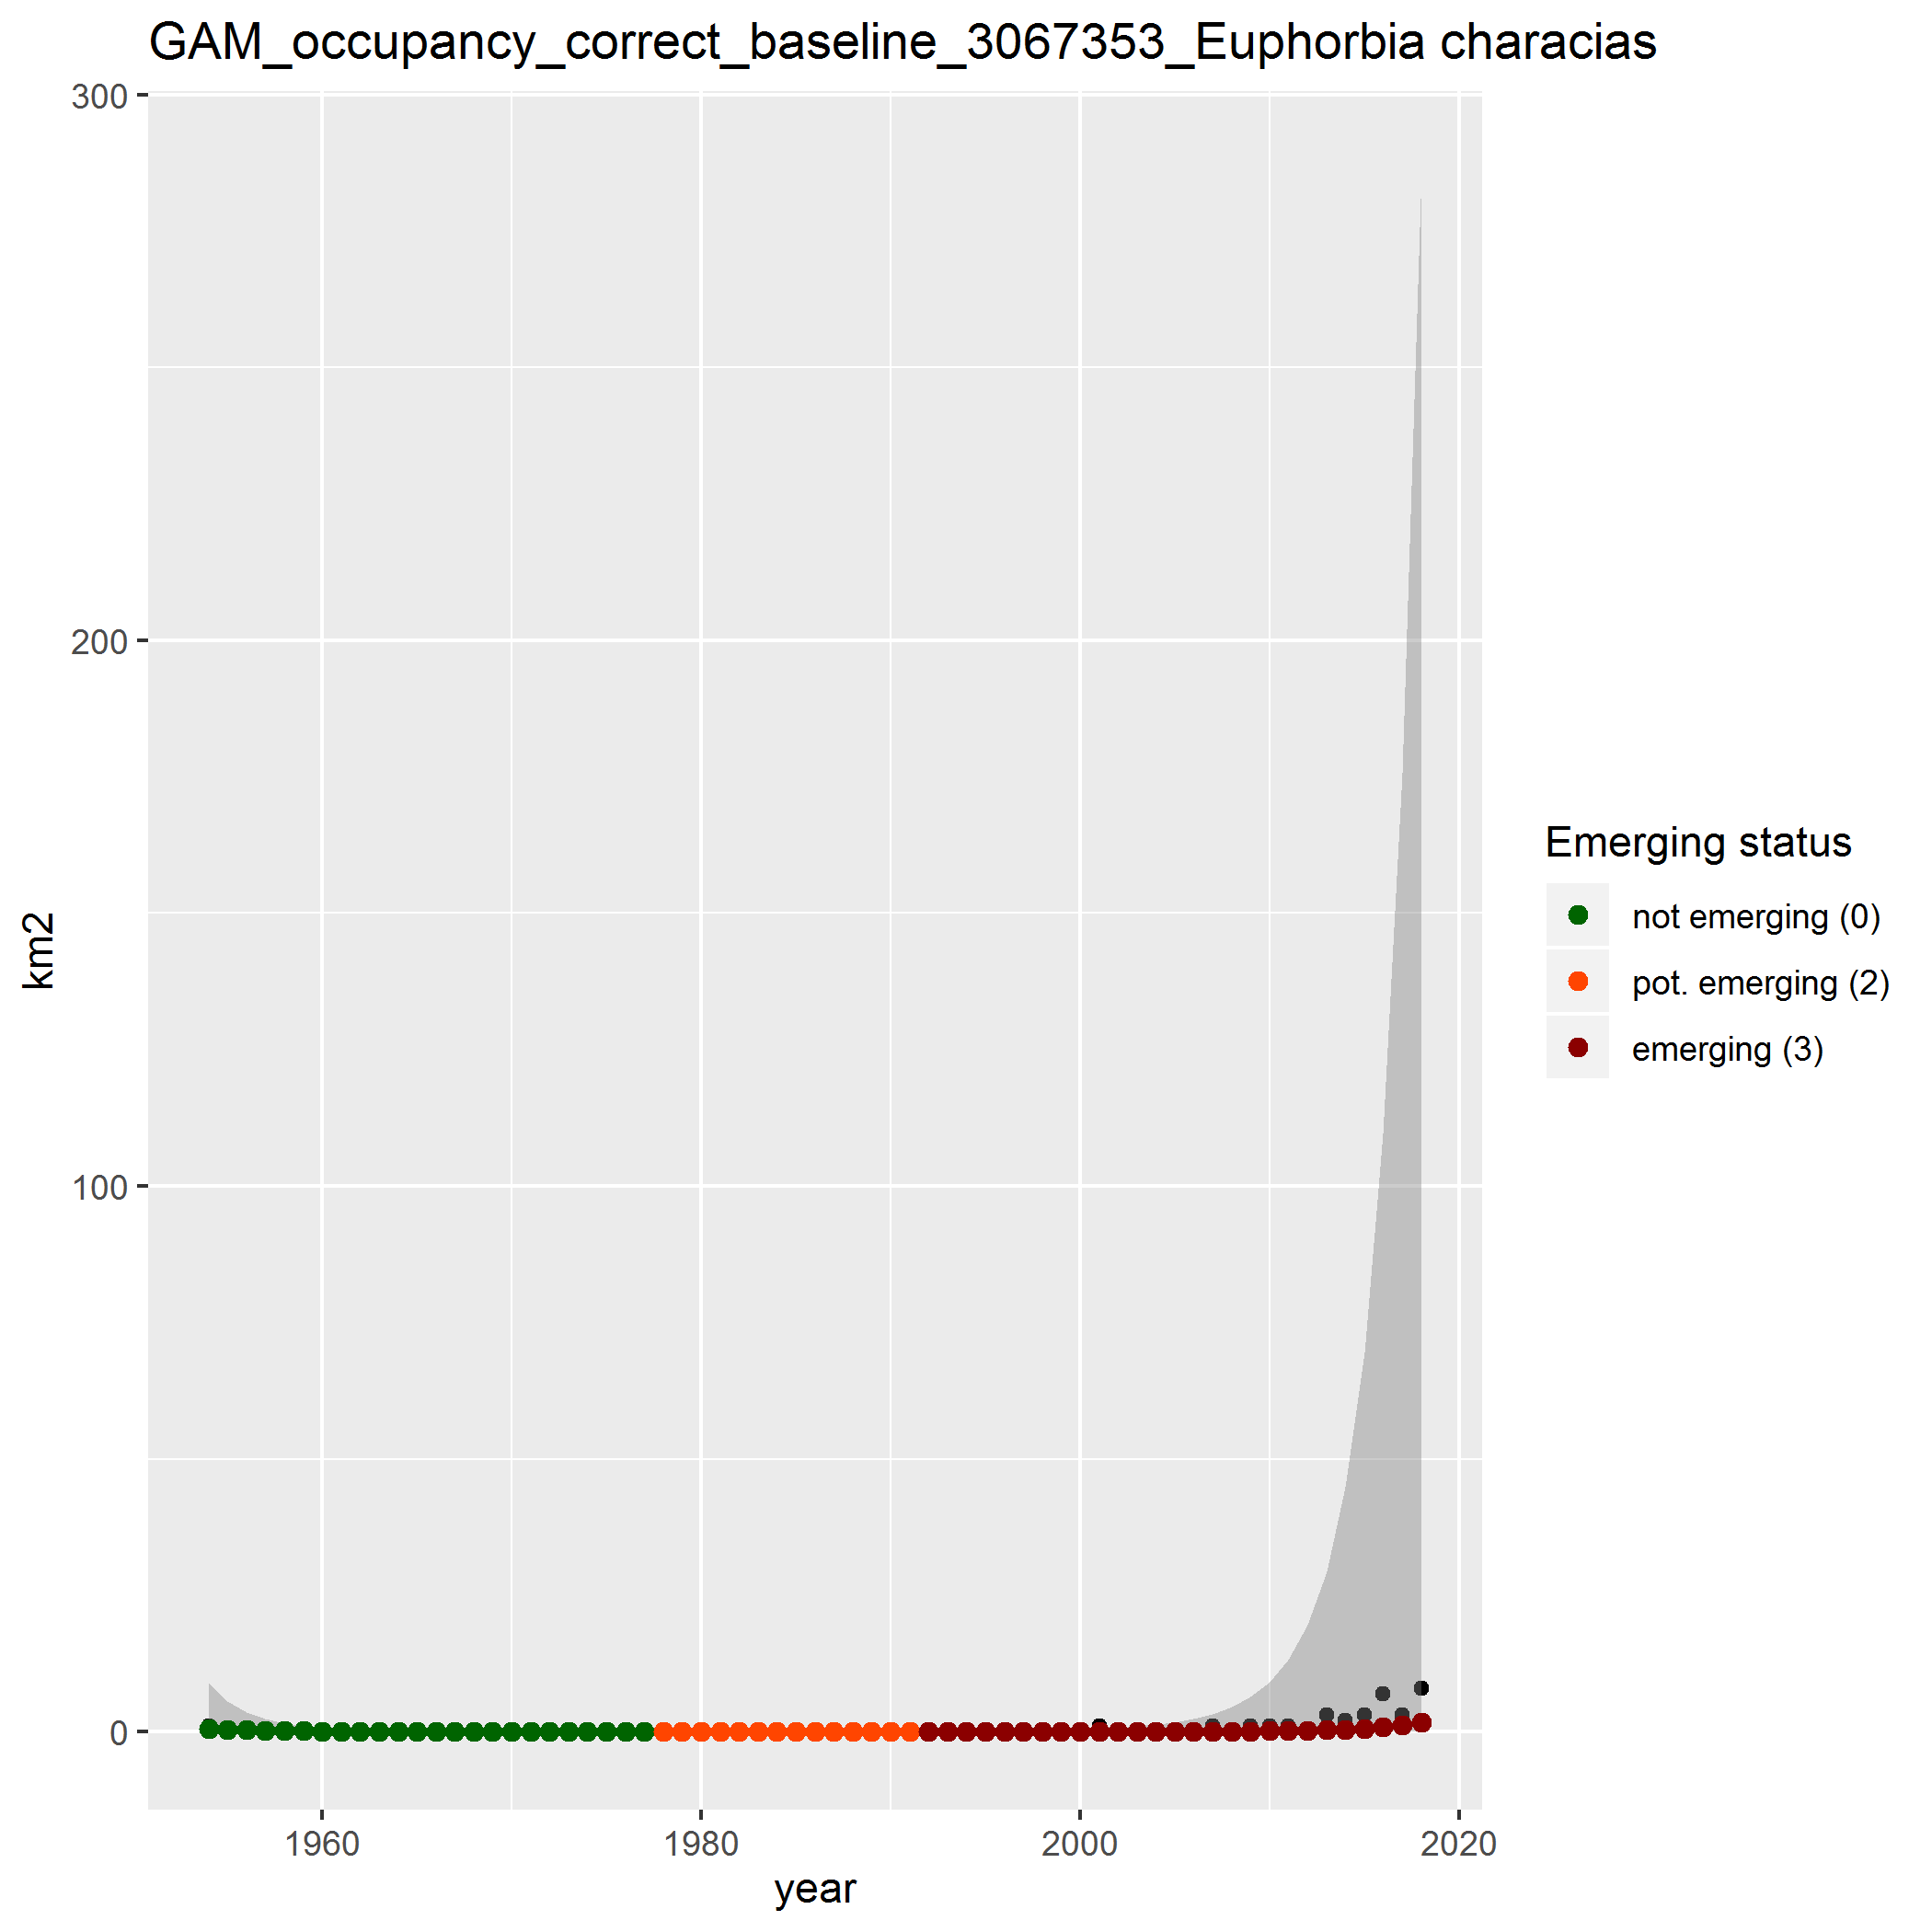 GAM_occupancy_correct_baseline_3067353_Euphorbia characias
300
200
100
0
km2
1960
1980
2000
2020
year
Emerging status
not emerging (0)
pot. emerging (2)
emerging (3)